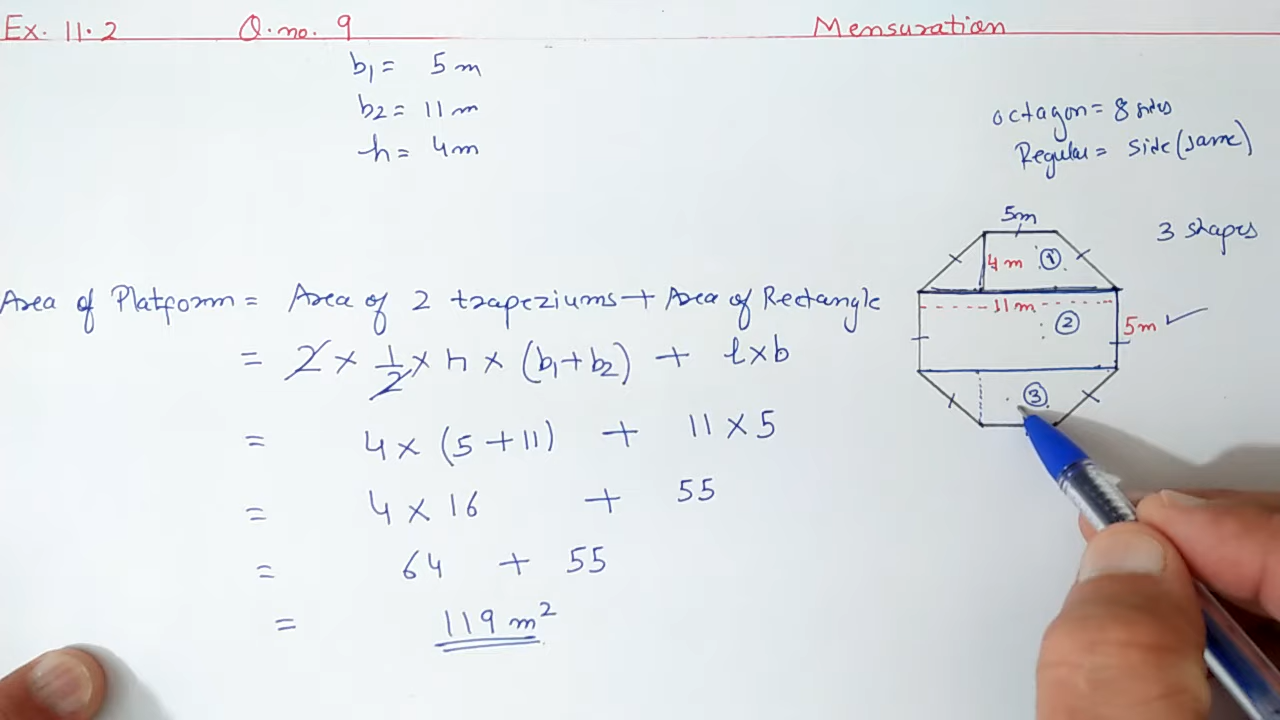 Ex. 11.2 Q.no. 9 Mensuration
b1 = 5 m
b2 = 11 m
h = 4 m
octagon = 8 sides
Regular = side (same)
5m
4 m 1
3 shapes
11 m
2
5m
3
Area of Platform = Area of 2 trapeziums + Area of Rectangle
= 2 × 1/2 × h × (b1 + b2) + l × b
= 4 × (5 + 11) + 11 × 5
= 4 × 16 + 55
= 64 + 55
= 119 m²